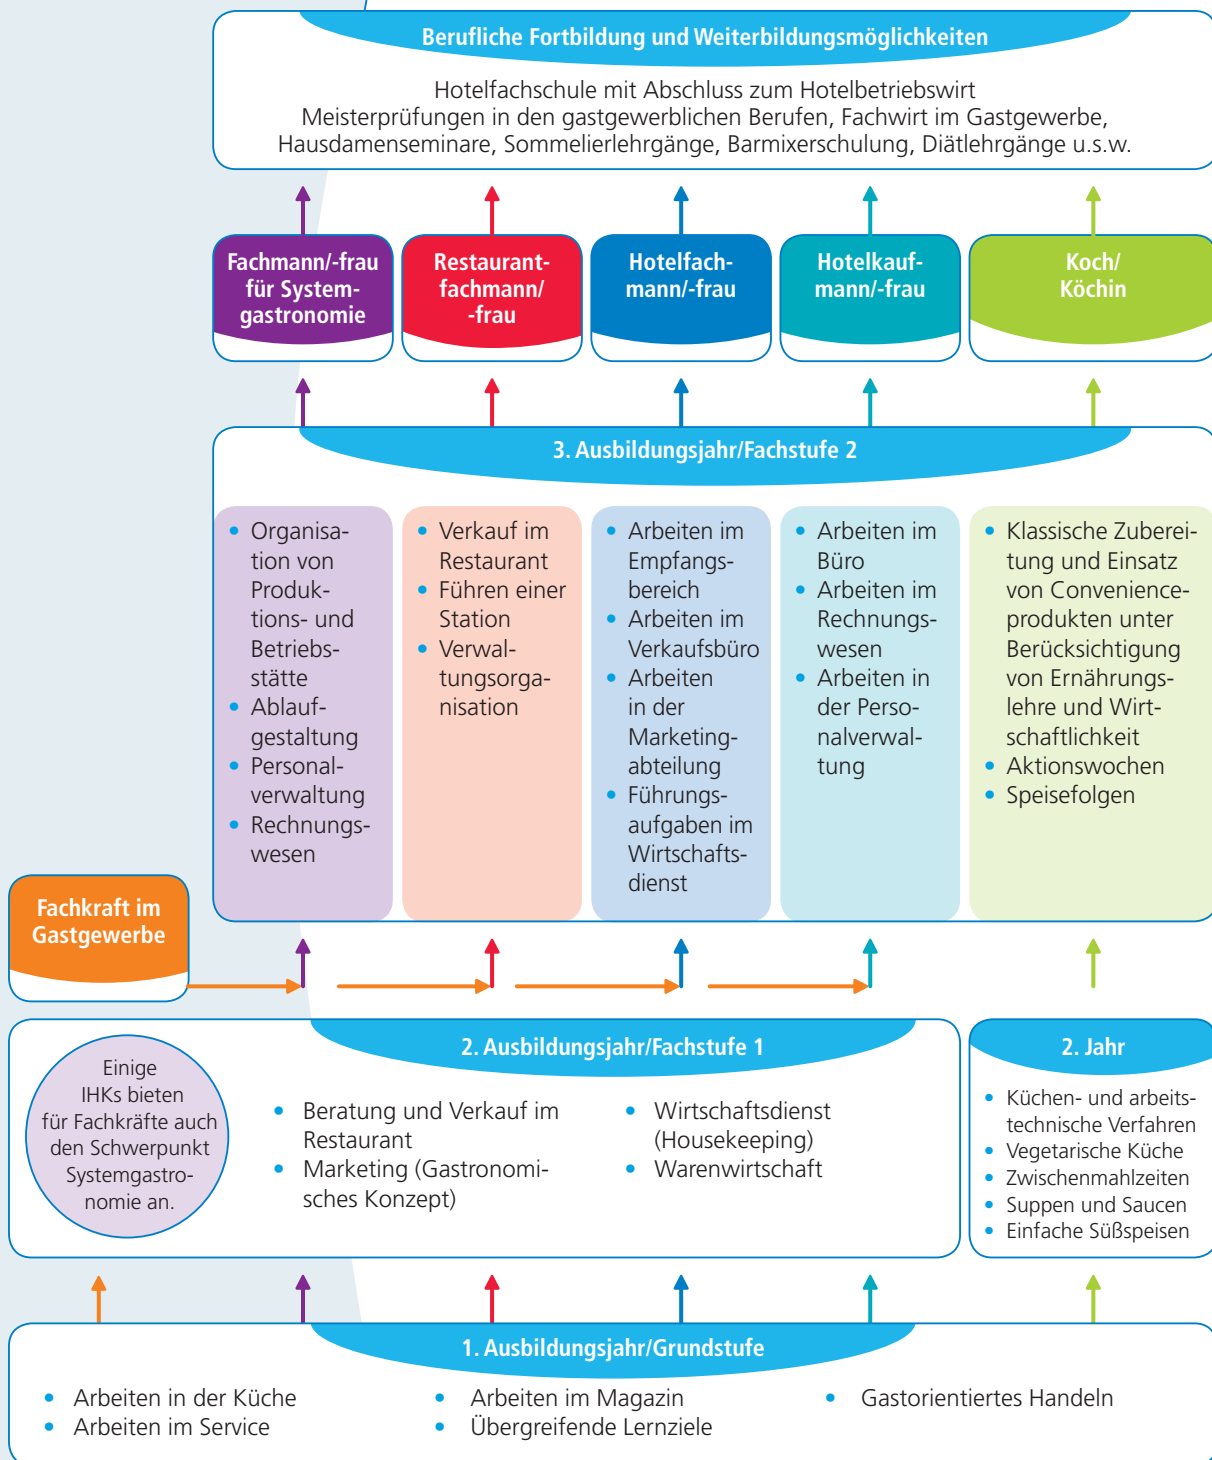 Berufliche Fortbildung und Weiterbildungsmöglichkeiten
Hotelfachschule mit Abschluss zum Hotelbetriebswirt
Meisterprüfungen in den gastgewerblichen Berufen, Fachwirt im Gastgewerbe,
Hausdamenseminare, Sommelierlehrgänge, Barmixerschulung, Diätlehrgänge u.s.w.
Fachmann/-frau
für System-
gastronomie
Restaurant-
fachmann/
-frau
Hotelfach-
mann/-frau
Hotelkauf-
mann/-frau
Koch/
Köchin
3. Ausbildungsjahr/Fachstufe 2
• Organisa-
tion von
Produk-
tions- und
Betriebs-
stätte
• Ablauf-
gestaltung
• Personal-
verwaltung
• Rechnungs-
wesen
• Verkauf im
Restaurant
• Führen einer
Station
• Verwal-
tungsorga-
nisation
• Arbeiten im
Empfangs-
bereich
• Arbeiten im
Verkaufsbüro
• Arbeiten
in der
Marketing-
abteilung
• Führungs-
aufgaben im
Wirtschafts-
dienst
• Arbeiten im
Büro
• Arbeiten im
Rechnungs-
wesen
• Arbeiten in
der Perso-
nalverwal-
tung
• Klassische Zuberei-
tung und Einsatz
von Convenience-
produkten unter
Berücksichtigung
von Ernährungs-
lehre und Wirt-
schaftlichkeit
• Aktionswochen
• Speisefolgen
Fachkraft im
Gastgewerbe
2. Ausbildungsjahr/Fachstufe 1
Einige
IHKs bieten
für Fachkräfte auch
den Schwerpunkt
Systemgastro-
nomie an.
• Beratung und Verkauf im
Restaurant
• Marketing (Gastronomi-
sches Konzept)
• Wirtschaftsdienst
(Housekeeping)
• Warenwirtschaft
2. Jahr
• Küchen- und arbeits-
technische Verfahren
• Vegetarische Küche
• Zwischenmahlzeiten
• Suppen und Saucen
• Einfache Süßspeisen
1. Ausbildungsjahr/Grundstufe
• Arbeiten in der Küche
• Arbeiten im Service
• Arbeiten im Magazin
• Übergreifende Lernziele
• Gastorientiertes Handeln